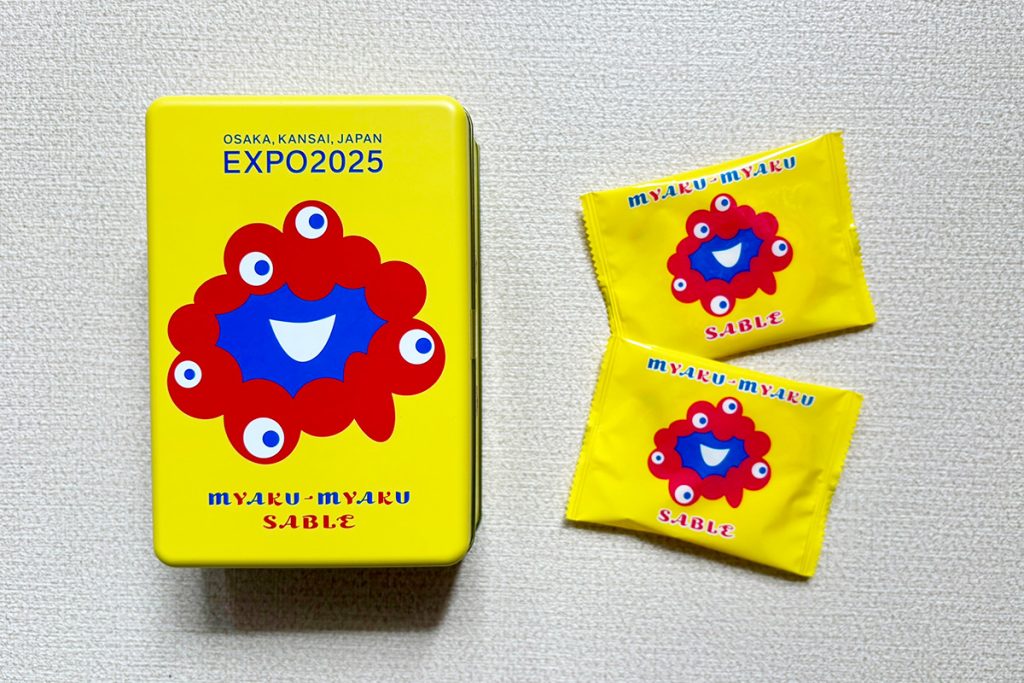 OSAKA, KANSAI, JAPAN
EXPO2025
MYAKU-MYAKU
SABLE
MYAKU-MYAKU
SABLE
MYAKU-MYAKU
SABLE